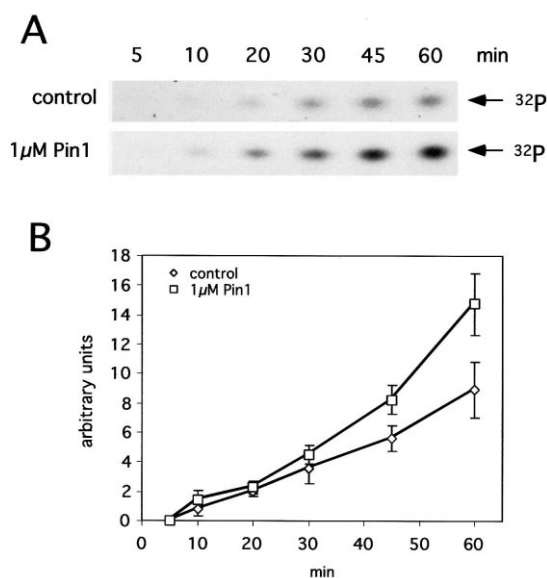 A
5 10 20 30 45 60 min
control ³²P
1µM Pin1 ³²P
B
18
16
14
12
10
8
6
4
2
0
arbitrary units
control
1µM Pin1
0 10 20 30 40 50 60
min